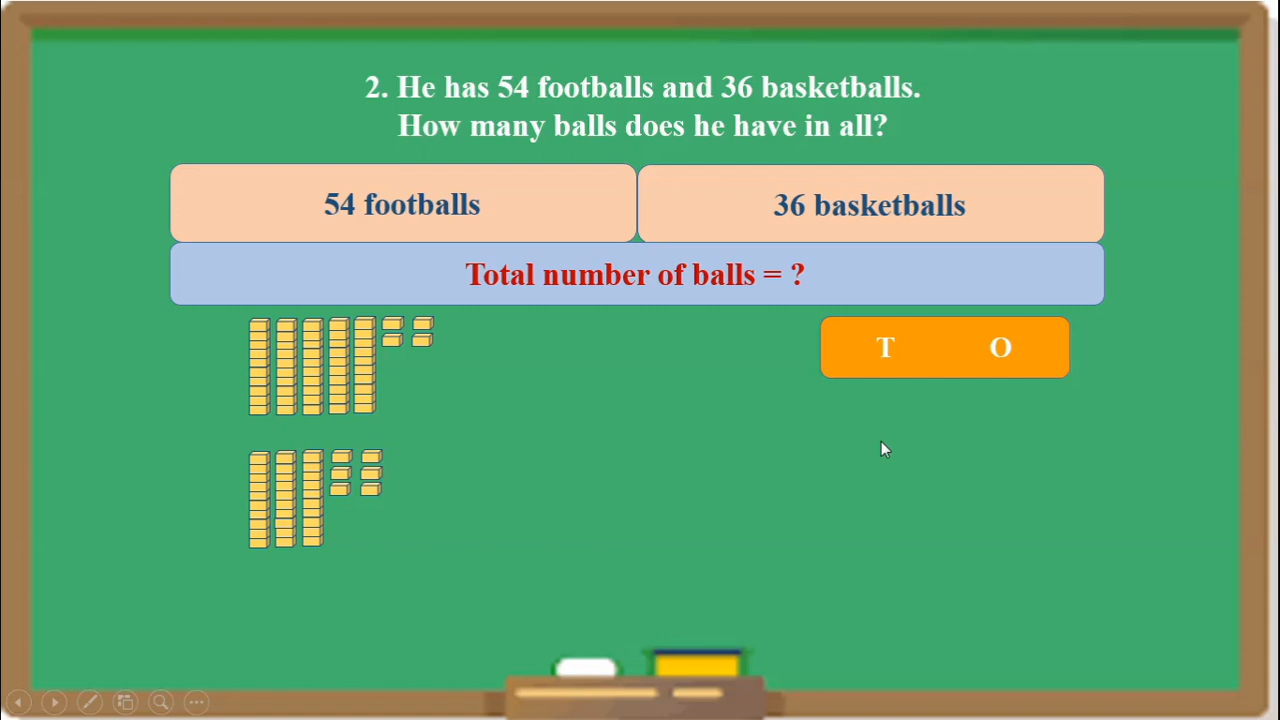 2. He has 54 footballs and 36 basketballs.
How many balls does he have in all?
54 footballs
36 basketballs
Total number of balls = ?
T O